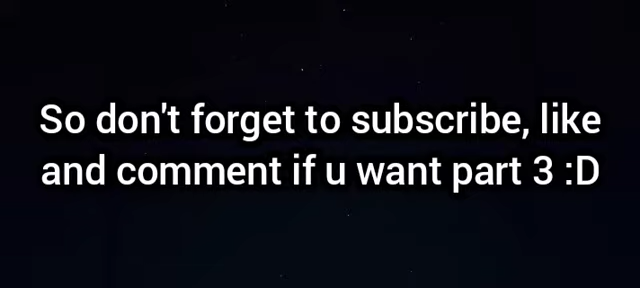 So don't forget to subscribe, like
and comment if u want part 3 :D